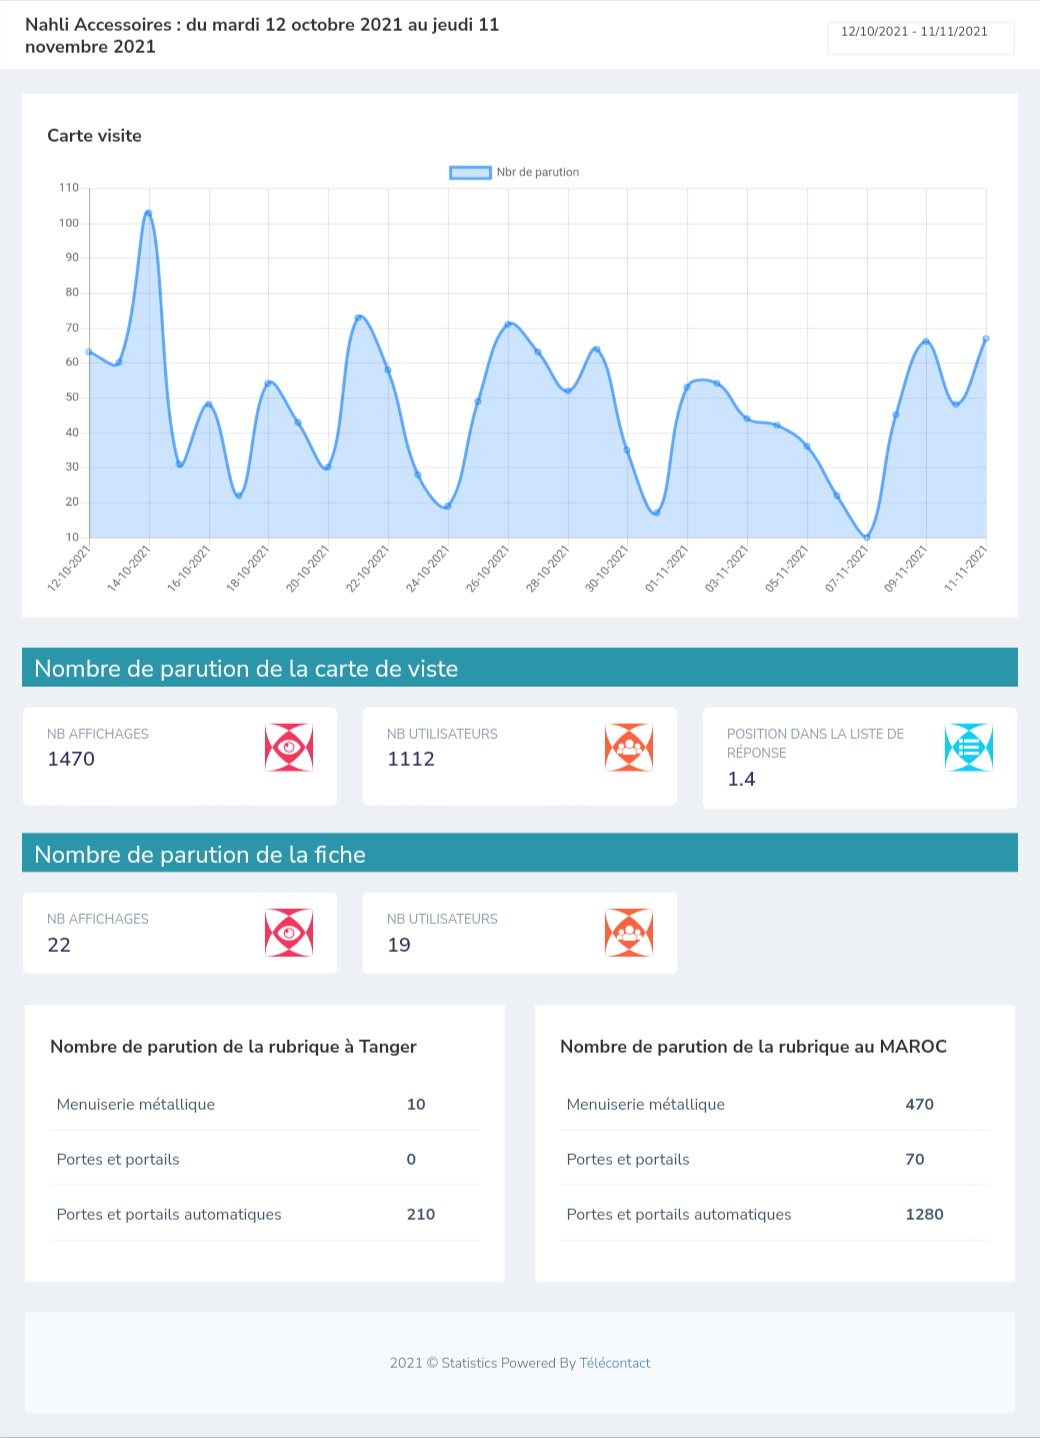 Nahli Accessoires : du mardi 12 octobre 2021 au jeudi 11
novembre 2021
12/10/2021 - 11/11/2021
Carte visite
Nbr de parution
110
100
90
80
70
60
50
40
30
20
10
12-10-2021
14-10-2021
16-10-2021
18-10-2021
20-10-2021
22-10-2021
24-10-2021
26-10-2021
28-10-2021
30-10-2021
01-11-2021
03-11-2021
05-11-2021
07-11-2021
09-11-2021
11-11-2021
Nombre de parution de la carte de viste
NB AFFICHAGES
1470
NB UTILISATEURS
1112
POSITION DANS LA LISTE DE
RÉPONSE
1.4
Nombre de parution de la fiche
NB AFFICHAGES
22
NB UTILISATEURS
19
Nombre de parution de la rubrique à Tanger
Menuiserie métallique 10
Portes et portails 0
Portes et portails automatiques 210
Nombre de parution de la rubrique au MAROC
Menuiserie métallique 470
Portes et portails 70
Portes et portails automatiques 1280
2021 © Statistics Powered By Télécontact